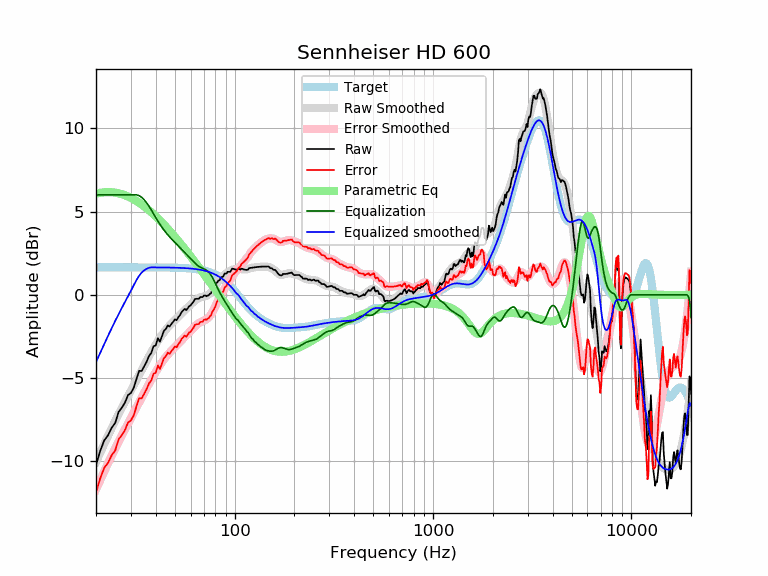 Sennheiser HD 600
Target
Raw Smoothed
Error Smoothed
Raw
Error
Parametric Eq
Equalization
Equalized smoothed
Amplitude (dBr)
10
5
0
−5
−10
100
1000
10000
Frequency (Hz)